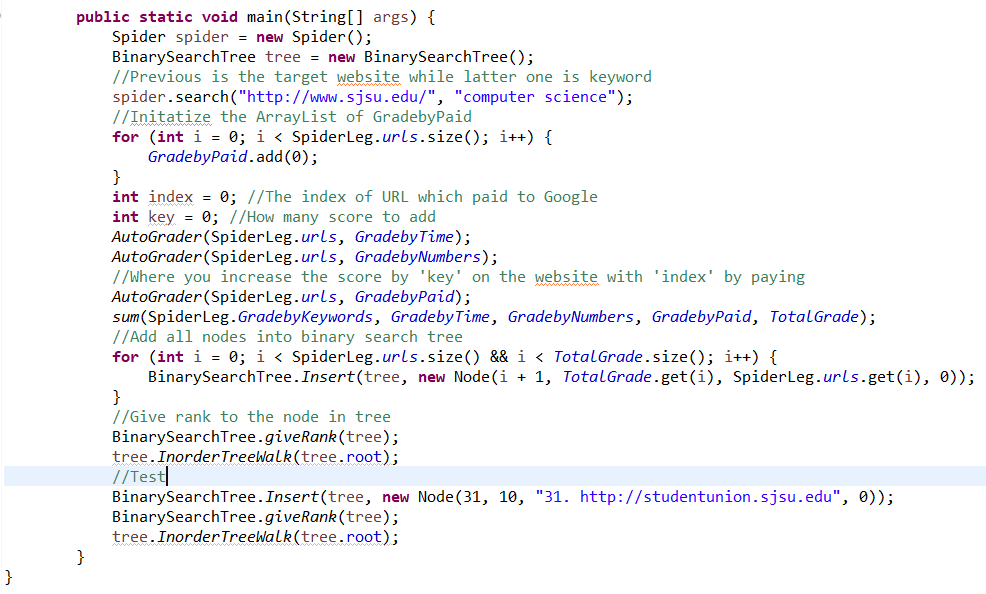 public static void main(String[] args) {
Spider spider = new Spider();
BinarySearchTree tree = new BinarySearchTree();
//Previous is the target website while latter one is keyword
spider.search("http://www.sjsu.edu/", "computer science");
//Initatize the ArrayList of GradebyPaid
for (int i = 0; i < SpiderLeg.urls.size(); i++) {
GradebyPaid.add(0);
}
int index = 0; //The index of URL which paid to Google
int key = 0; //How many score to add
AutoGrader(SpiderLeg.urls, GradebyTime);
AutoGrader(SpiderLeg.urls, GradebyNumbers);
//Where you increase the score by 'key' on the website with 'index' by paying
AutoGrader(SpiderLeg.urls, GradebyPaid);
sum(SpiderLeg.GradebyKeywords, GradebyTime, GradebyNumbers, GradebyPaid, TotalGrade);
//Add all nodes into binary search tree
for (int i = 0; i < SpiderLeg.urls.size() && i < TotalGrade.size(); i++) {
BinarySearchTree.Insert(tree, new Node(i + 1, TotalGrade.get(i), SpiderLeg.urls.get(i), 0));
}
//Give rank to the node in tree
BinarySearchTree.giveRank(tree);
tree.InorderTreeWalk(tree.root);
//Test
BinarySearchTree.Insert(tree, new Node(31, 10, "31. http://studentunion.sjsu.edu", 0));
BinarySearchTree.giveRank(tree);
tree.InorderTreeWalk(tree.root);
}
}